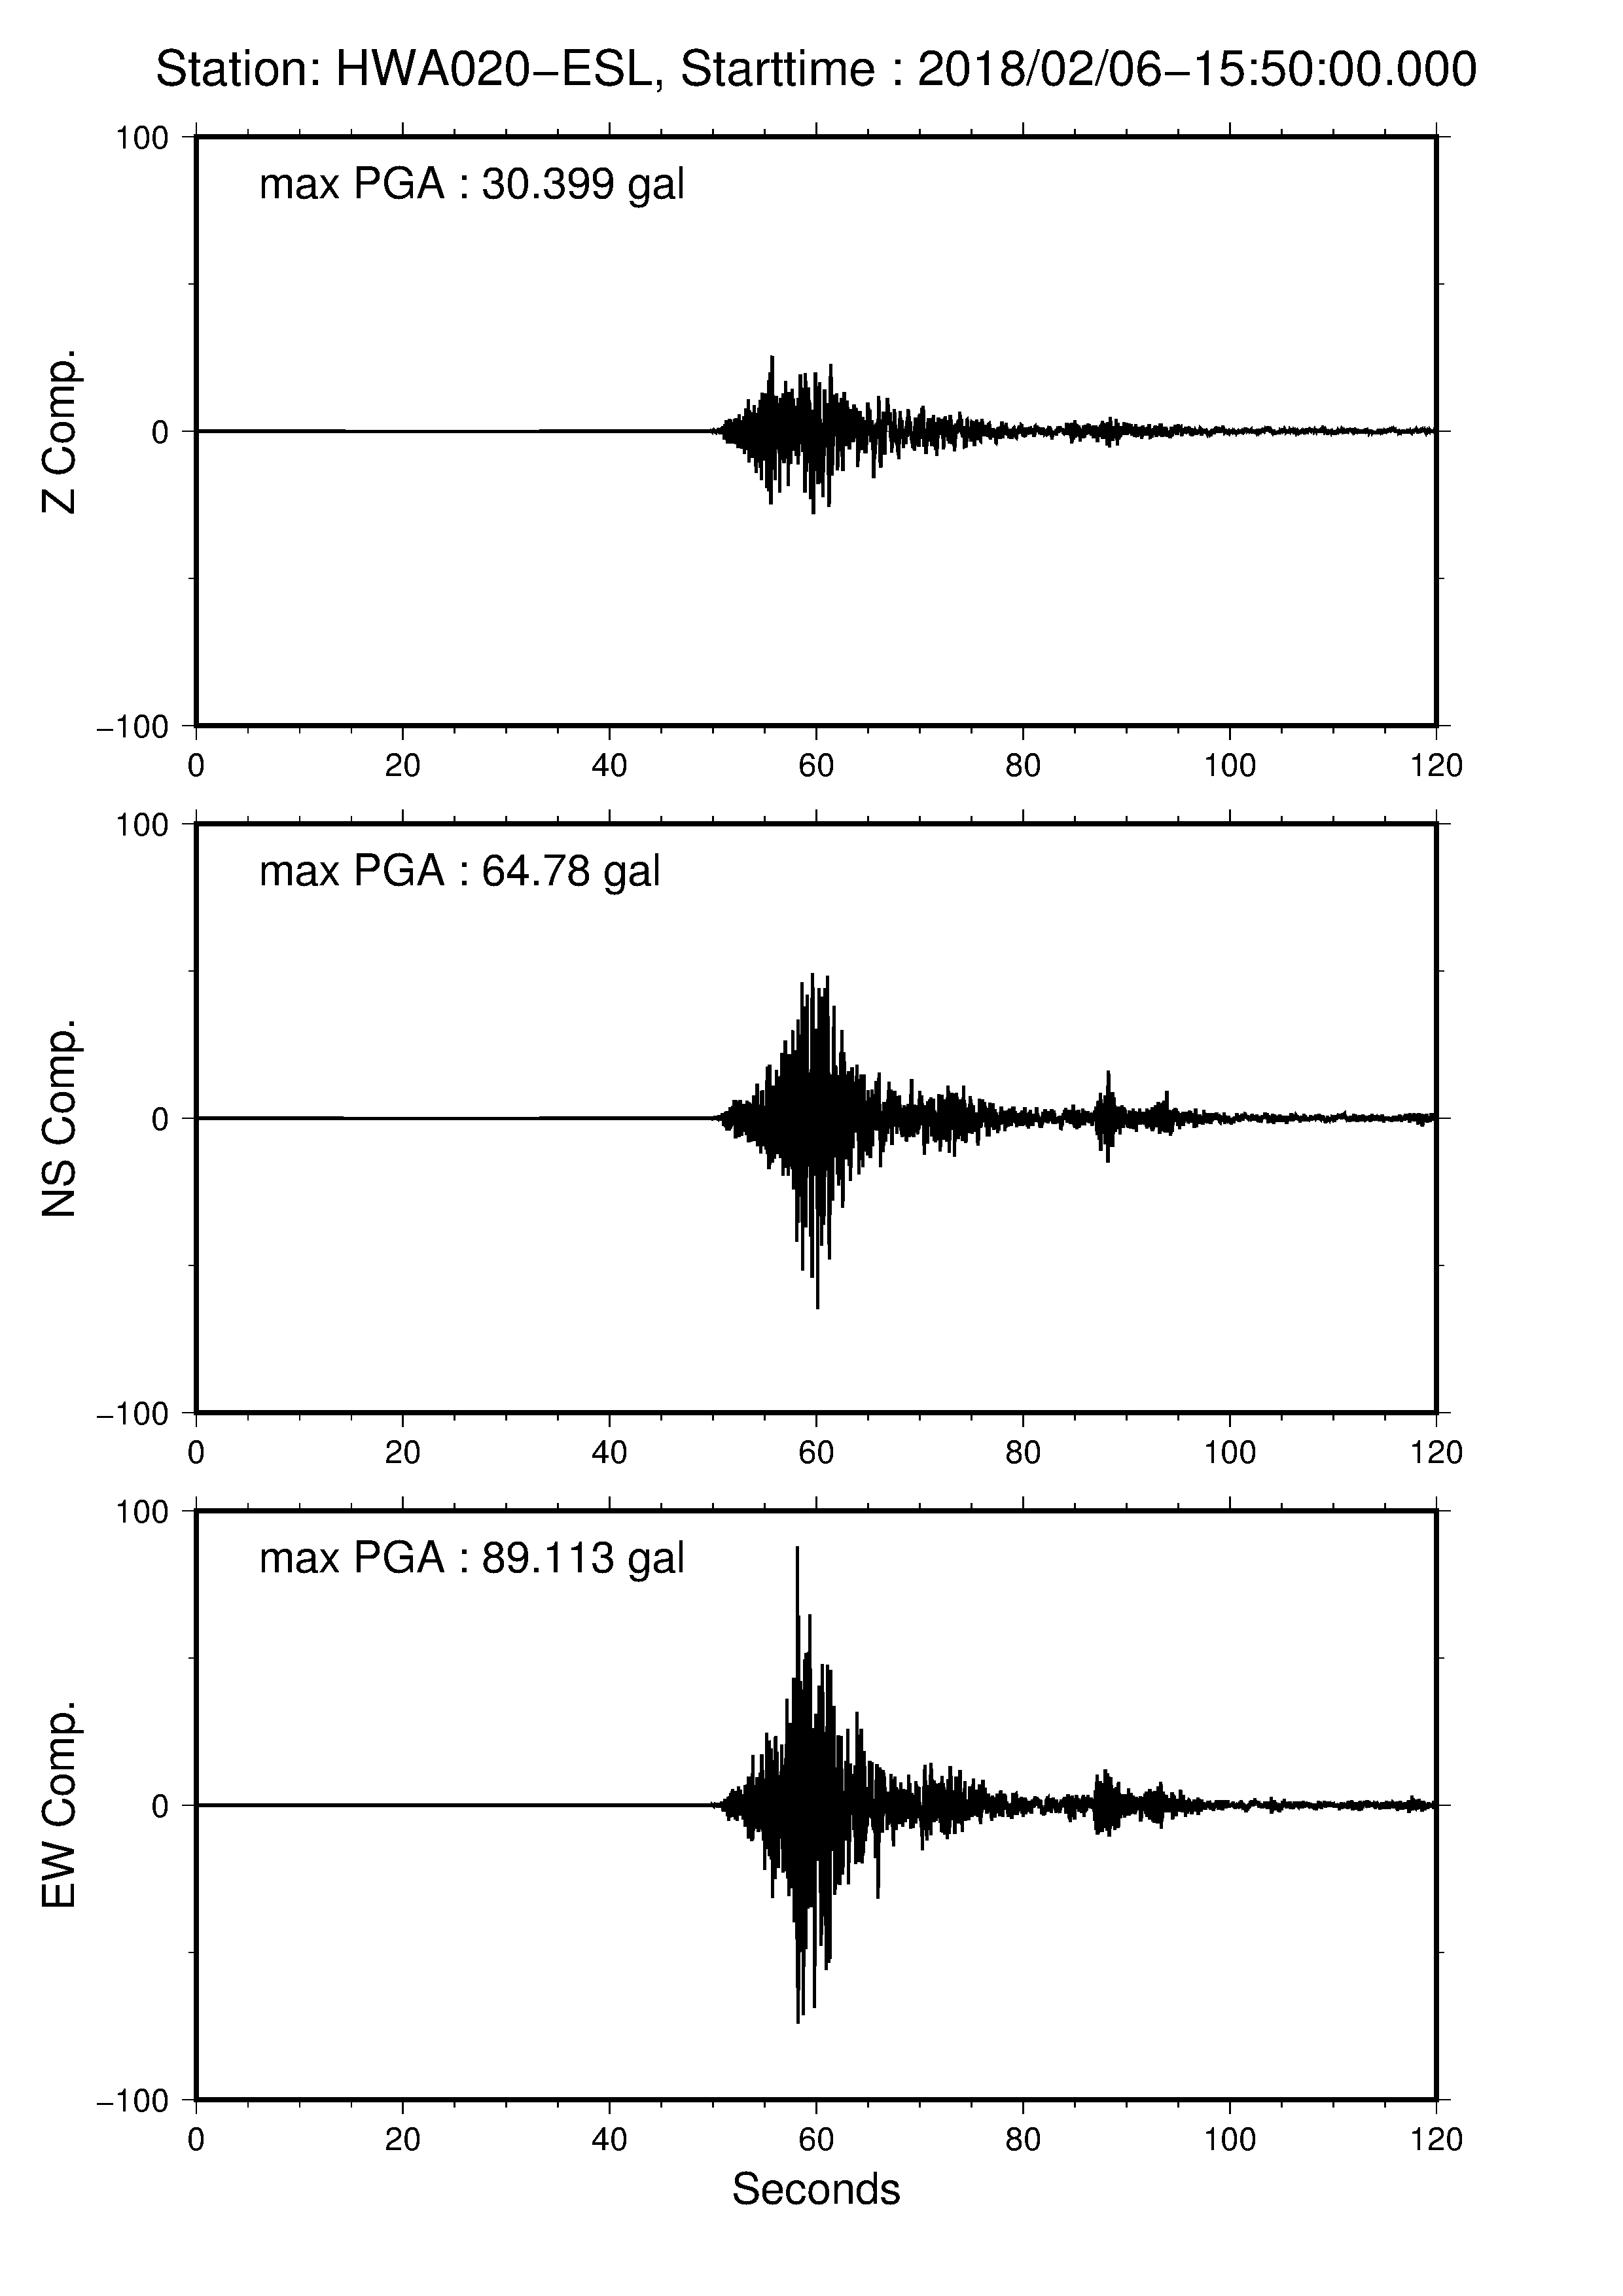 Station: HWA020−ESL, Starttime : 2018/02/06−15:50:00.000
100
max PGA : 30.399 gal
Z Comp.
0
−100
0 20 40 60 80 100 120
100
max PGA : 64.78 gal
NS Comp.
0
−100
0 20 40 60 80 100 120
100
max PGA : 89.113 gal
EW Comp.
0
−100
0 20 40 60 80 100 120
Seconds